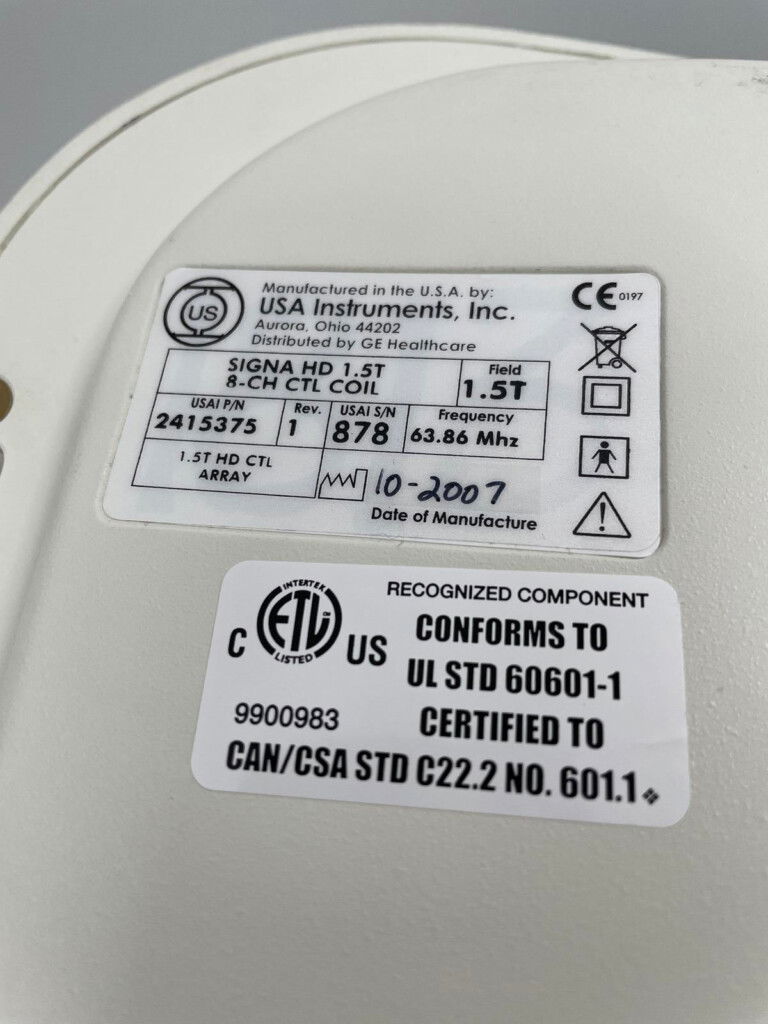 US
Manufactured in the U.S.A. by:
USA Instruments, Inc.
Aurora, Ohio 44202
Distributed by GE Healthcare
CE 0197
SIGNA HD 1.5T
8-CH CTL COIL
Field
1.5T
USAI P/N
2415375
Rev.
1
USAI S/N
878
Frequency
63.86 Mhz
1.5T HD CTL
ARRAY
10-2007
Date of Manufacture
INTERTEK
ETL
CM
LISTED
C US
9900983
RECOGNIZED COMPONENT
CONFORMS TO
UL STD 60601-1
CERTIFIED TO
CAN/CSA STD C22.2 NO. 601.1